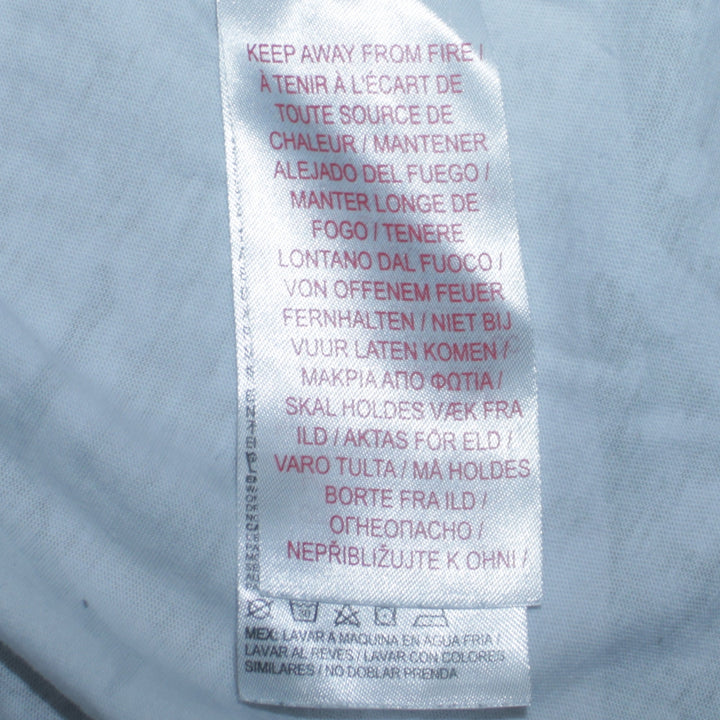 KEEP AWAY FROM FIRE /
À TENIR À L'ÉCART DE
TOUTE SOURCE DE
CHALEUR / MANTENER
ALEJADO DEL FUEGO /
MANTER LONGE DE
FOGO / TENERE
LONTANO DAL FUOCO /
VON OFFENEM FEUER
FERNHALTEN / NIET BIJ
VUUR LATEN KOMEN /
ΜΑΚΡΙΑ ΑΠΟ ΦΩΤΙΑ /
SKAL HOLDES VÆK FRA
ILD / AKTAS FÖR ELD /
VARO TULTA / MÅ HOLDES
BORTE FRA ILD /
ОГНЕОПАСНО /
NEPŘIBLIŽUJTE K OHNI /
MEX: LAVAR A MAQUINA EN AGUA FRIA /
LAVAR AL REVES / LAVAR CON COLORES
SIMILARES / NO DOBLAR PRENDA